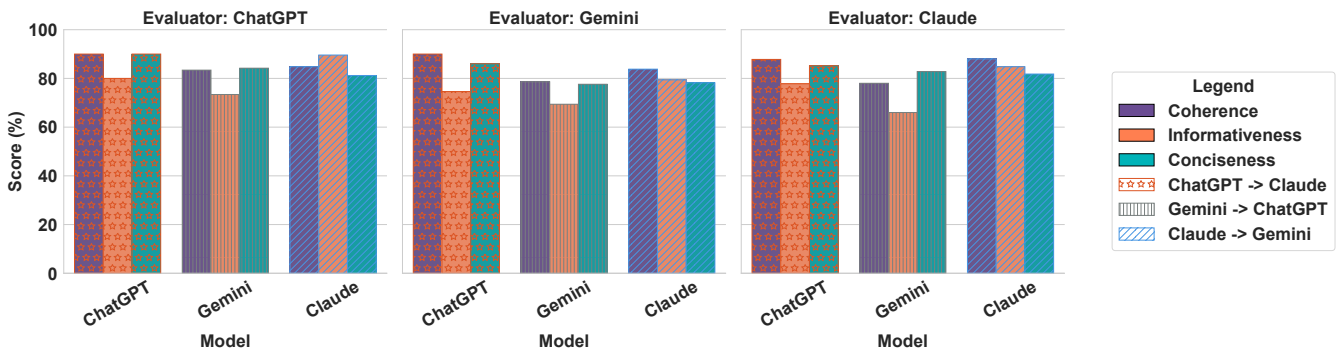 Evaluator: ChatGPT
Evaluator: Gemini
Evaluator: Claude
Score (%)
100
80
60
40
20
0
ChatGPT
Gemini
Claude
Model
ChatGPT
Gemini
Claude
Model
ChatGPT
Gemini
Claude
Model
Legend
Coherence
Informativeness
Conciseness
ChatGPT -> Claude
Gemini -> ChatGPT
Claude -> Gemini